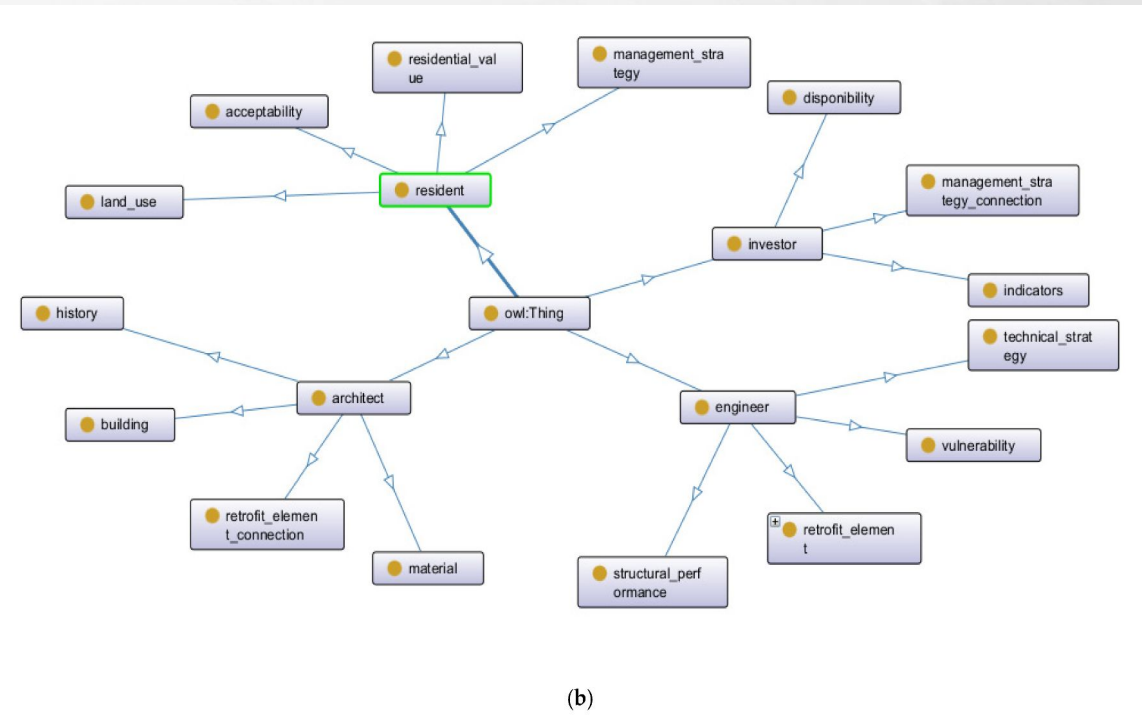 residential_val
ue
management_stra
tegy
acceptability
disponibility
resident
land_use
management_stra
tegy_connection
investor
indicators
history
owl:Thing
technical_strat
egy
architect
engineer
building
vulnerability
retrofit_elemen
t_connection
retrofit_elemen
t
material
structural_perf
ormance
(b)